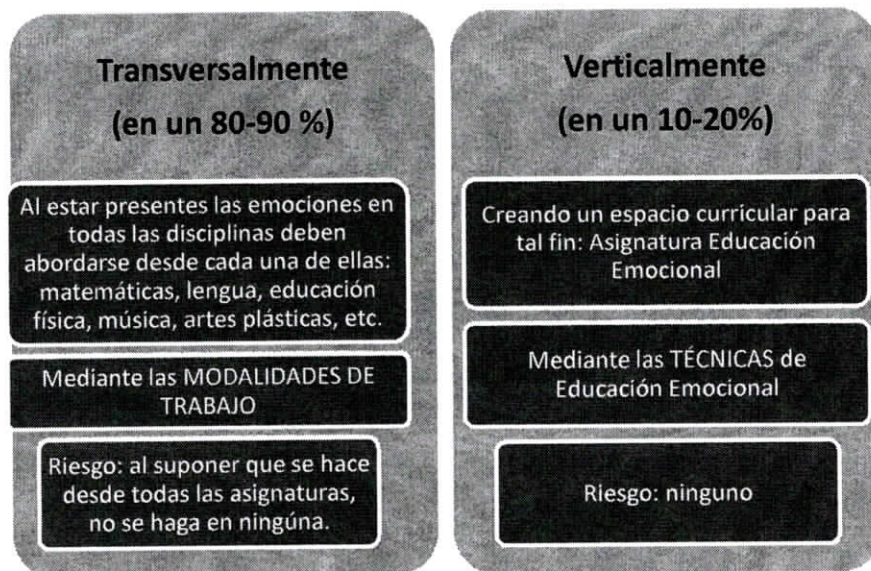 Transversalmente
(en un 80-90 %)
Al estar presentes las emociones en
todas las disciplinas deben
abordarse desde cada una de ellas:
matemáticas, lengua, educación
física, música, artes plásticas, etc.
Mediante las MODALIDADES DE
TRABAJO
Riesgo: al suponer que se hace
desde todas las asignaturas,
no se haga en ningúna.
Verticalmente
(en un 10-20%)
Creando un espacio curricular para
tal fin: Asignatura Educación
Emocional
Mediante las TÉCNICAS de
Educación Emocional
Riesgo: ninguno